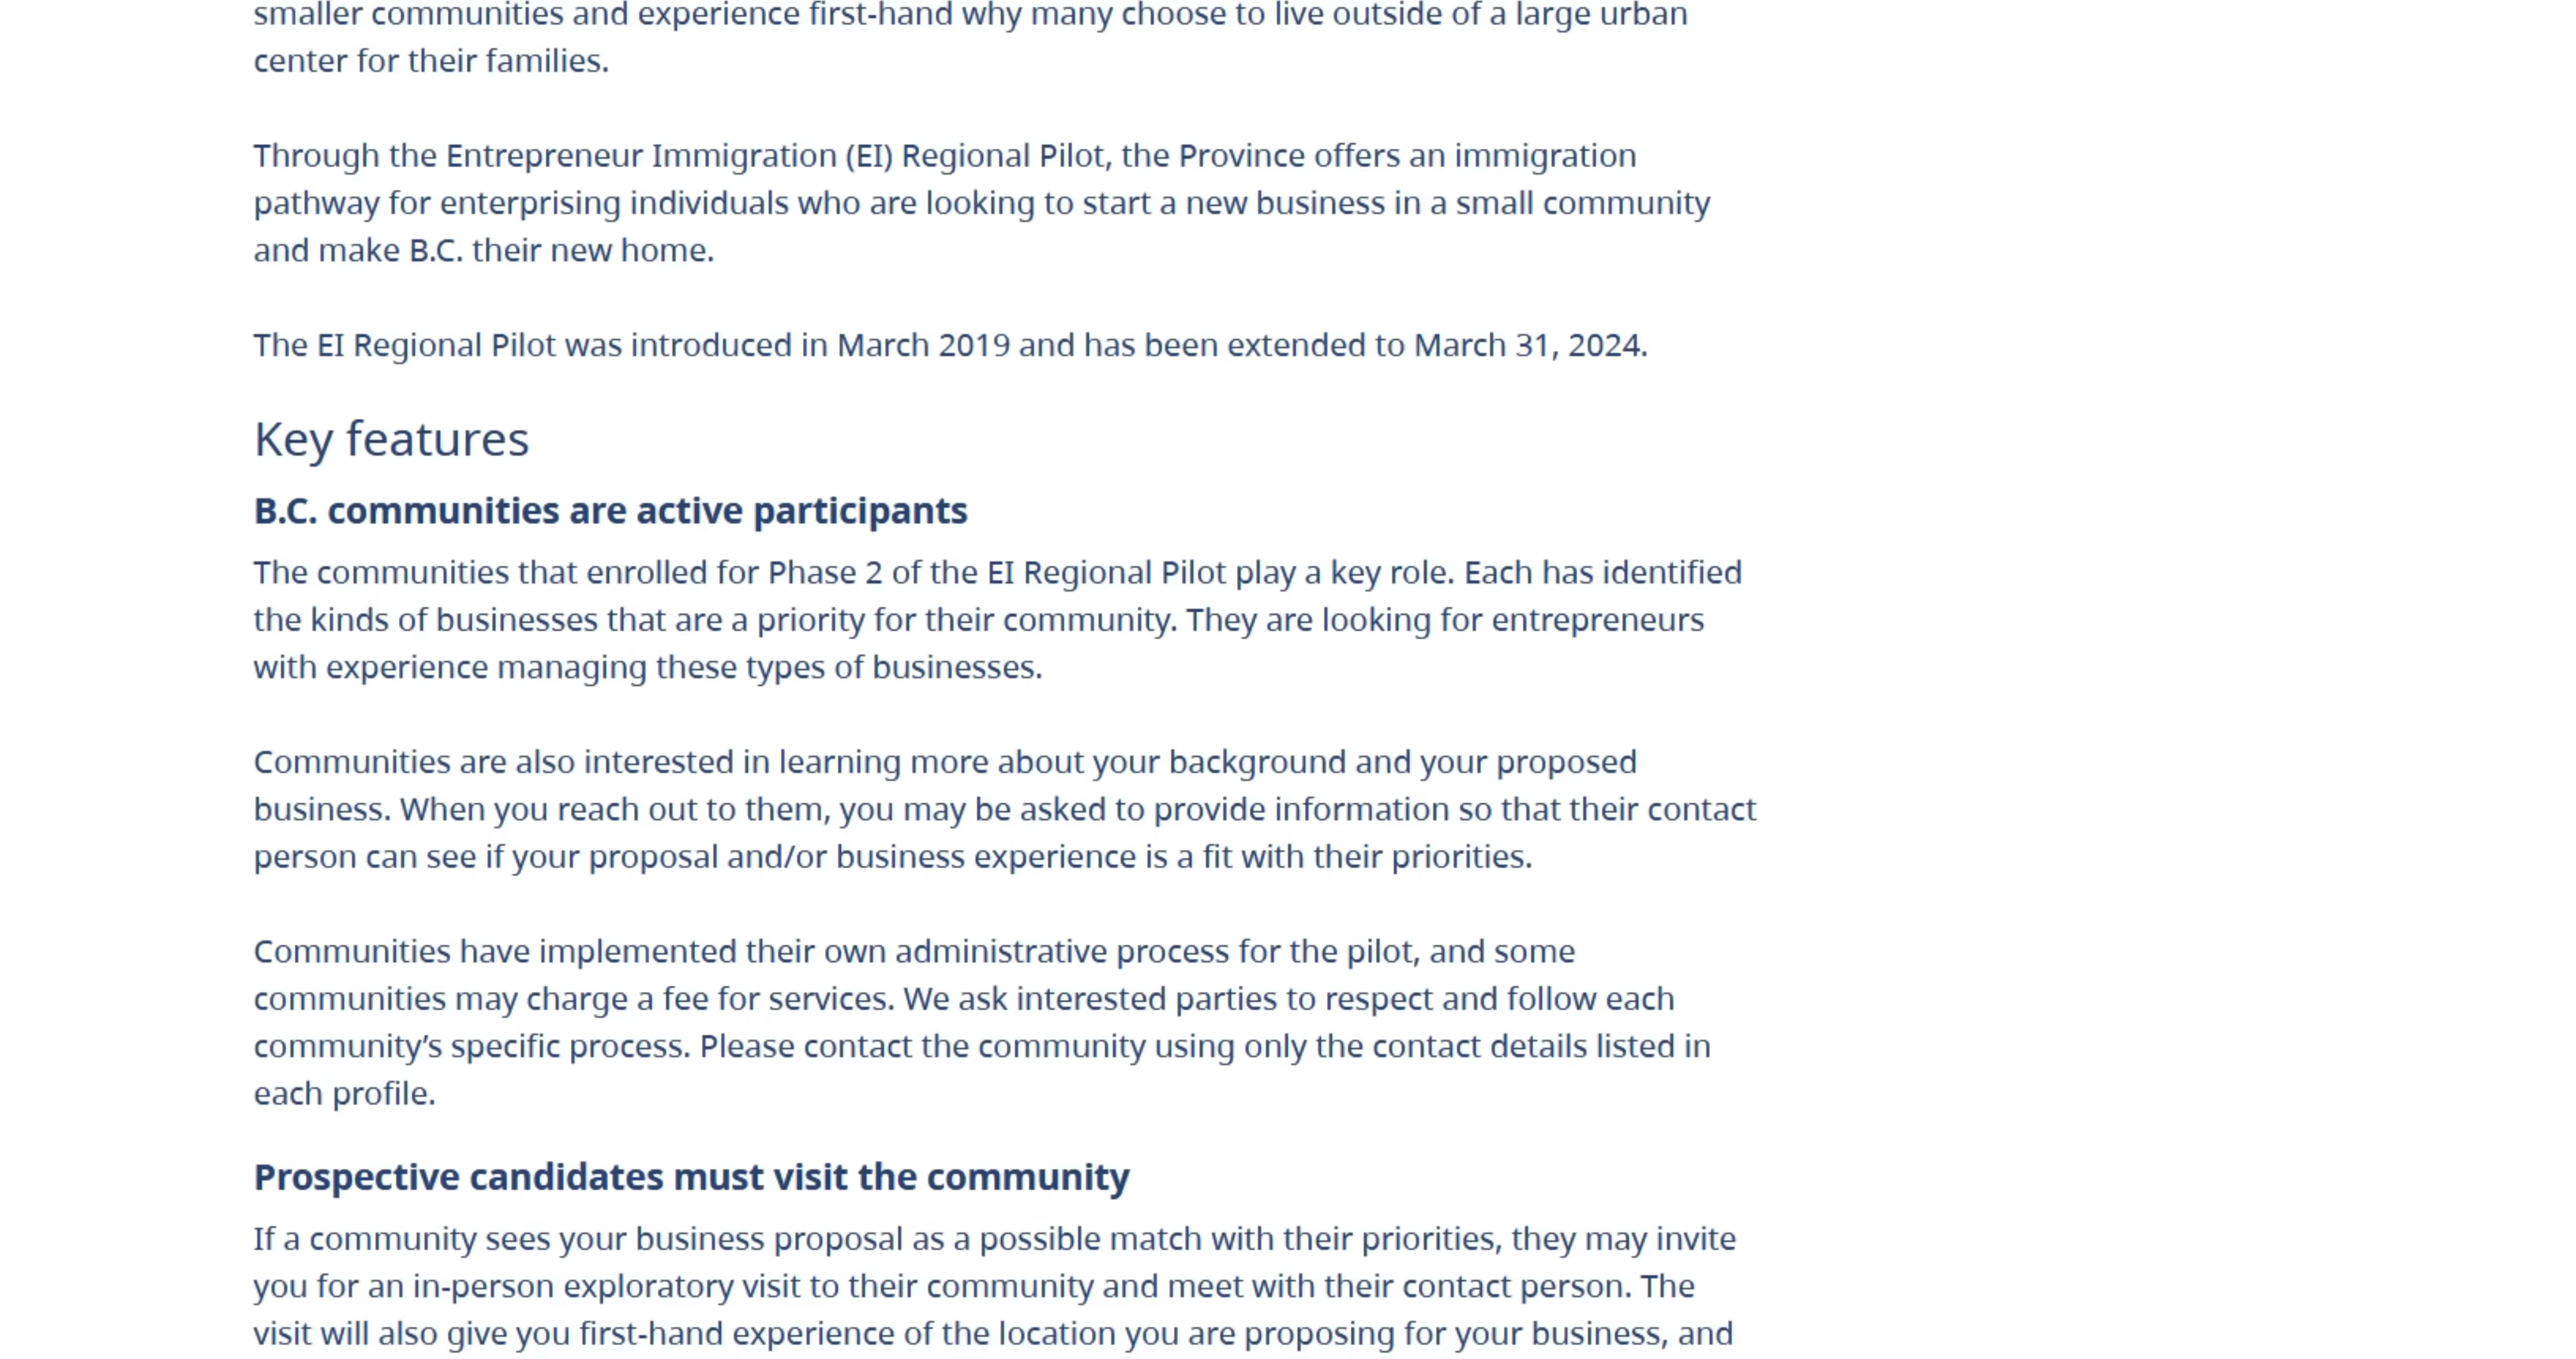 smaller communities and experience first-hand why many choose to live outside of a large urban
center for their families.
Through the Entrepreneur Immigration (EI) Regional Pilot, the Province offers an immigration
pathway for enterprising individuals who are looking to start a new business in a small community
and make B.C. their new home.
The EI Regional Pilot was introduced in March 2019 and has been extended to March 31, 2024.
Key features
B.C. communities are active participants
The communities that enrolled for Phase 2 of the EI Regional Pilot play a key role. Each has identified
the kinds of businesses that are a priority for their community. They are looking for entrepreneurs
with experience managing these types of businesses.
Communities are also interested in learning more about your background and your proposed
business. When you reach out to them, you may be asked to provide information so that their contact
person can see if your proposal and/or business experience is a fit with their priorities.
Communities have implemented their own administrative process for the pilot, and some
communities may charge a fee for services. We ask interested parties to respect and follow each
community’s specific process. Please contact the community using only the contact details listed in
each profile.
Prospective candidates must visit the community
If a community sees your business proposal as a possible match with their priorities, they may invite
you for an in-person exploratory visit to their community and meet with their contact person. The
visit will also give you first-hand experience of the location you are proposing for your business, and